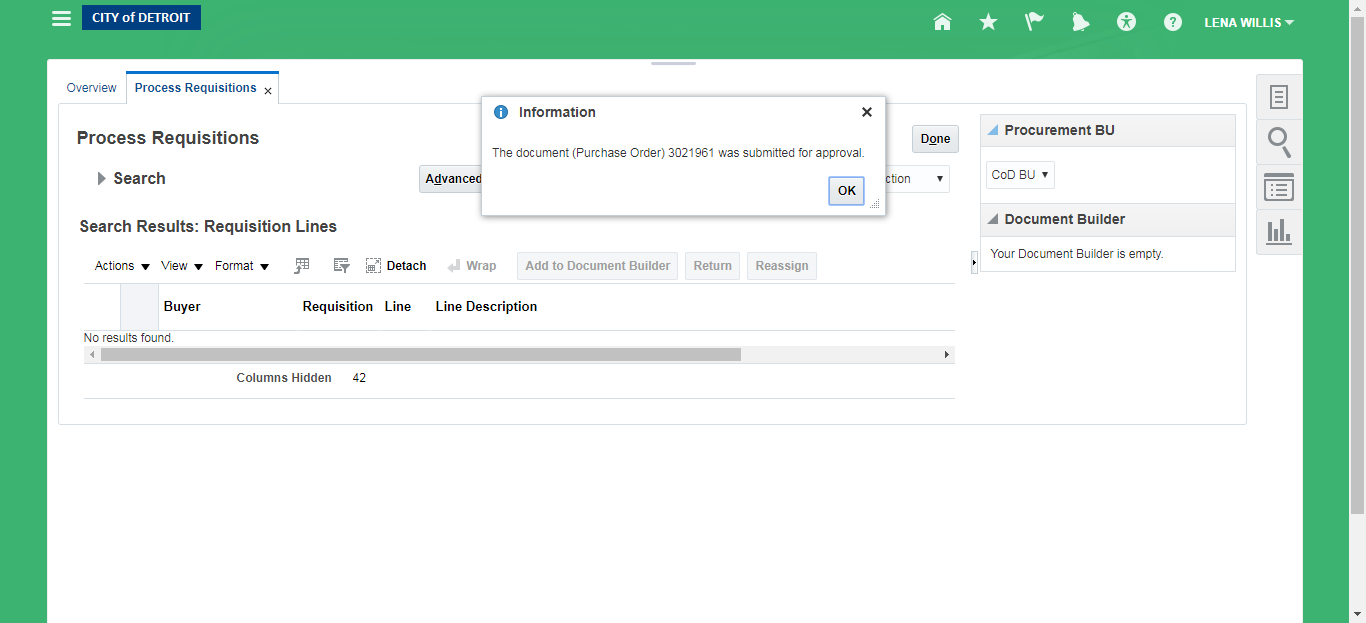 CITY of DETROIT
LENA WILLIS
Overview
Process Requisitions
Information
The document (Purchase Order) 3021961 was submitted for approval.
OK
Process Requisitions
Done
Search
Advanced
ction
Search Results: Requisition Lines
Actions View Format Detach Wrap Add to Document Builder Return Reassign
Buyer Requisition Line Line Description
No results found.
Columns Hidden 42
Procurement BU
CoD BU
Document Builder
Your Document Builder is empty.